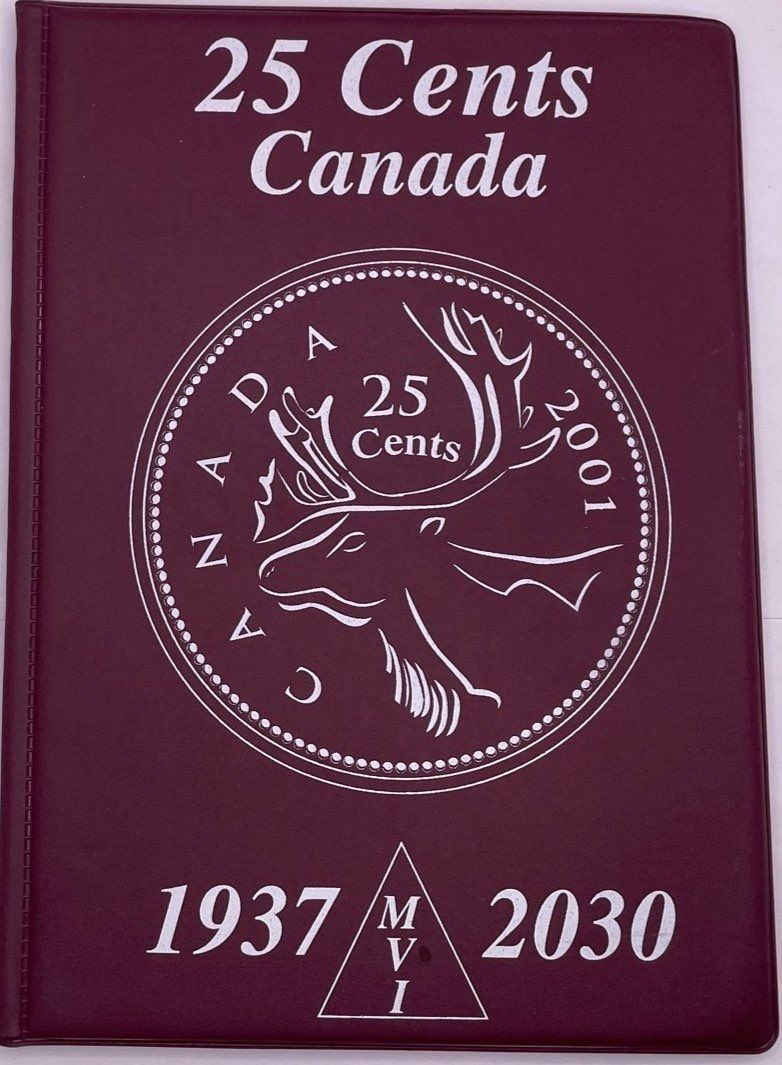 25 Cents
Canada
CANADA
25
Cents
2001
1937
M
V
I
2030